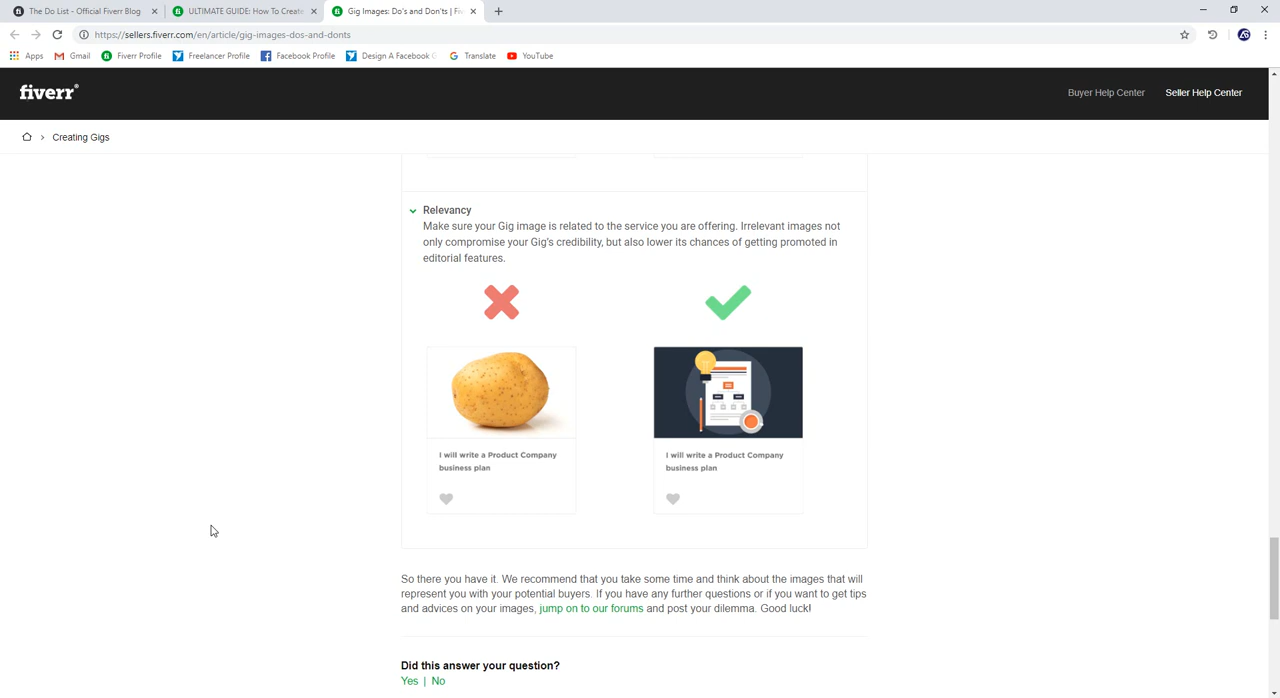 The Do List - Official Fiverr Blog
ULTIMATE GUIDE: How To Create
Gig Images: Do's and Don'ts | Fiv
https://sellers.fiverr.com/en/article/gig-images-dos-and-donts
Apps Gmail Fiverr Profile Freelancer Profile Facebook Profile Design A Facebook Translate YouTube
fiverr®
Buyer Help Center Seller Help Center
Creating Gigs
Relevancy
Make sure your Gig image is related to the service you are offering. Irrelevant images not
only compromise your Gig's credibility, but also lower its chances of getting promoted in
editorial features.
I will write a Product Company
business plan
I will write a Product Company
business plan
So there you have it. We recommend that you take some time and think about the images that will
represent you with your potential buyers. If you have any further questions or if you want to get tips
and advices on your images, jump on to our forums and post your dilemma. Good luck!
Did this answer your question?
Yes | No